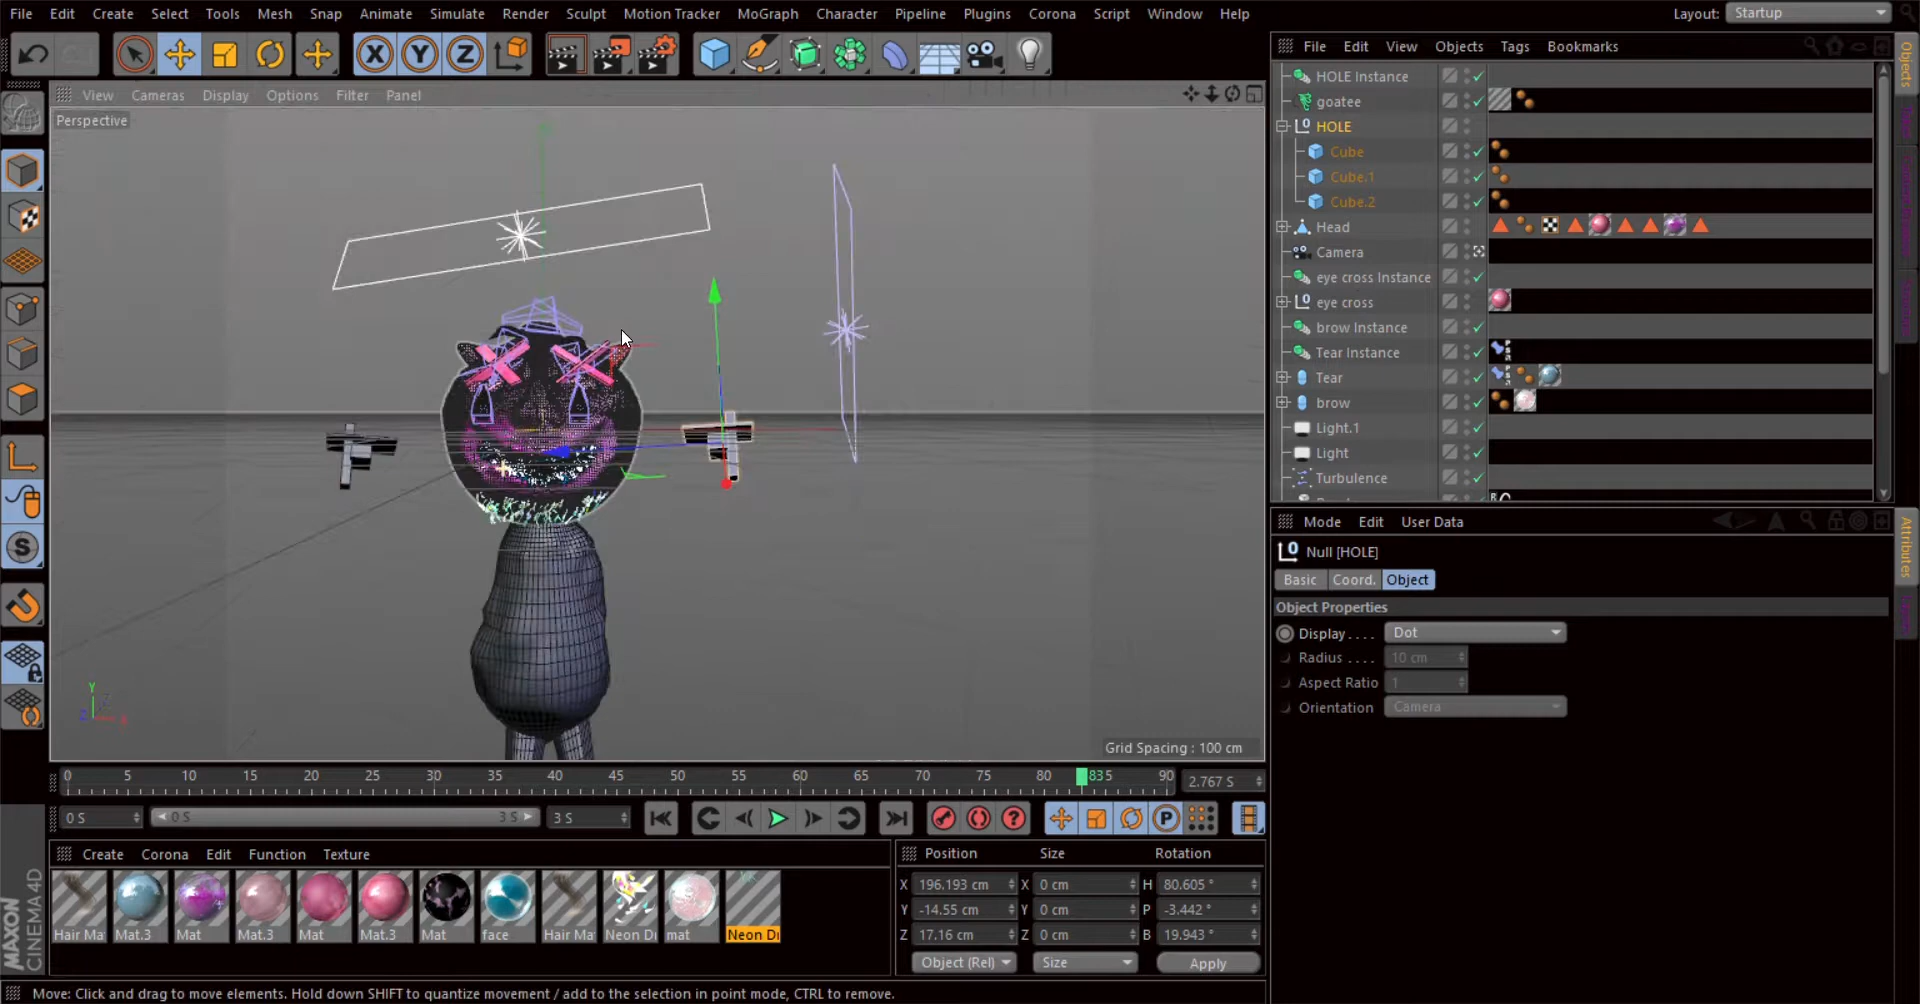 File Edit Create Select Tools Mesh Snap Animate Simulate Render Sculpt Motion Tracker MoGraph Character Pipeline Plugins Corona Script Window Help Layout: Startup
X Y Z
View Cameras Display Options Filter Panel
Perspective
Grid Spacing : 100 cm
Y
0 5 10 15 20 25 30 35 40 45 50 55 60 65 70 75 80 835 90 2.767 S
0 S 0 S 3 S 3 S
Create Corona Edit Function Texture
Hair Ma Mat.3 Mat Mat.3 Mat Mat.3 Mat face Hair Ma Neon Di mat Neon Di
MAXON
CINEMA4D
Position Size Rotation
X 196.193 cm X 0 cm H 80.605 °
Y -14.55 cm Y 0 cm P -3.442 °
Z 17.16 cm Z 0 cm B 19.943 °
Object (Rel) Size Apply
Move: Click and drag to move elements. Hold down SHIFT to quantize movement / add to the selection in point mode, CTRL to remove.
File Edit View Objects Tags Bookmarks
HOLE Instance
goatee
HOLE
Cube
Cube.1
Cube.2
Head
Camera
eye cross Instance
eye cross
brow Instance
Tear Instance
Tear
brow
Light.1
Light
Turbulence
Objects
Mode Edit User Data
Null [HOLE]
Basic Coord. Object
Object Properties
Display . . . . Dot
Radius . . . . 10 cm
Aspect Ratio 1
Orientation Camera
Attributes